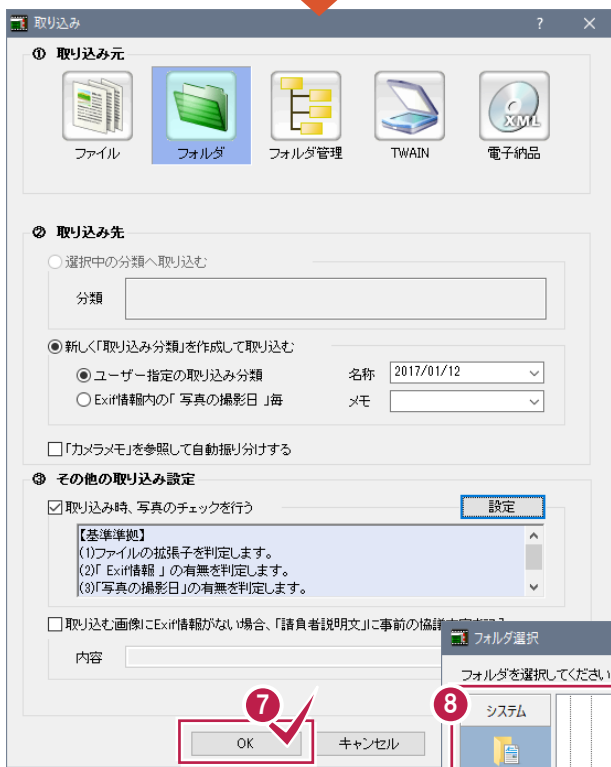 取り込み
① 取り込み元
ファイル フォルダ フォルダ管理 TWAIN 電子納品
XML
② 取り込み先
選択中の分類へ取り込む
分類
新しく「取り込み分類」を作成して取り込む
ユーザー指定の取り込み分類 名称 2017/01/12
Exif情報内の「 写真の撮影日 」毎 メモ
「カメラメモ」を参照して自動振り分けする
③ その他の取り込み設定
取り込み時、写真のチェックを行う 設定
【基準準拠】
(1)ファイルの拡張子を判定します。
(2)「 Exif情報 」の有無を判定します。
(3)「写真の撮影日」の有無を判定します。
取り込む画像にExif情報がない場合、「請負者説明文」に事前の協議
内容
フォルダ選択
フォルダを選択してください
7 8 システム
OK キャンセル